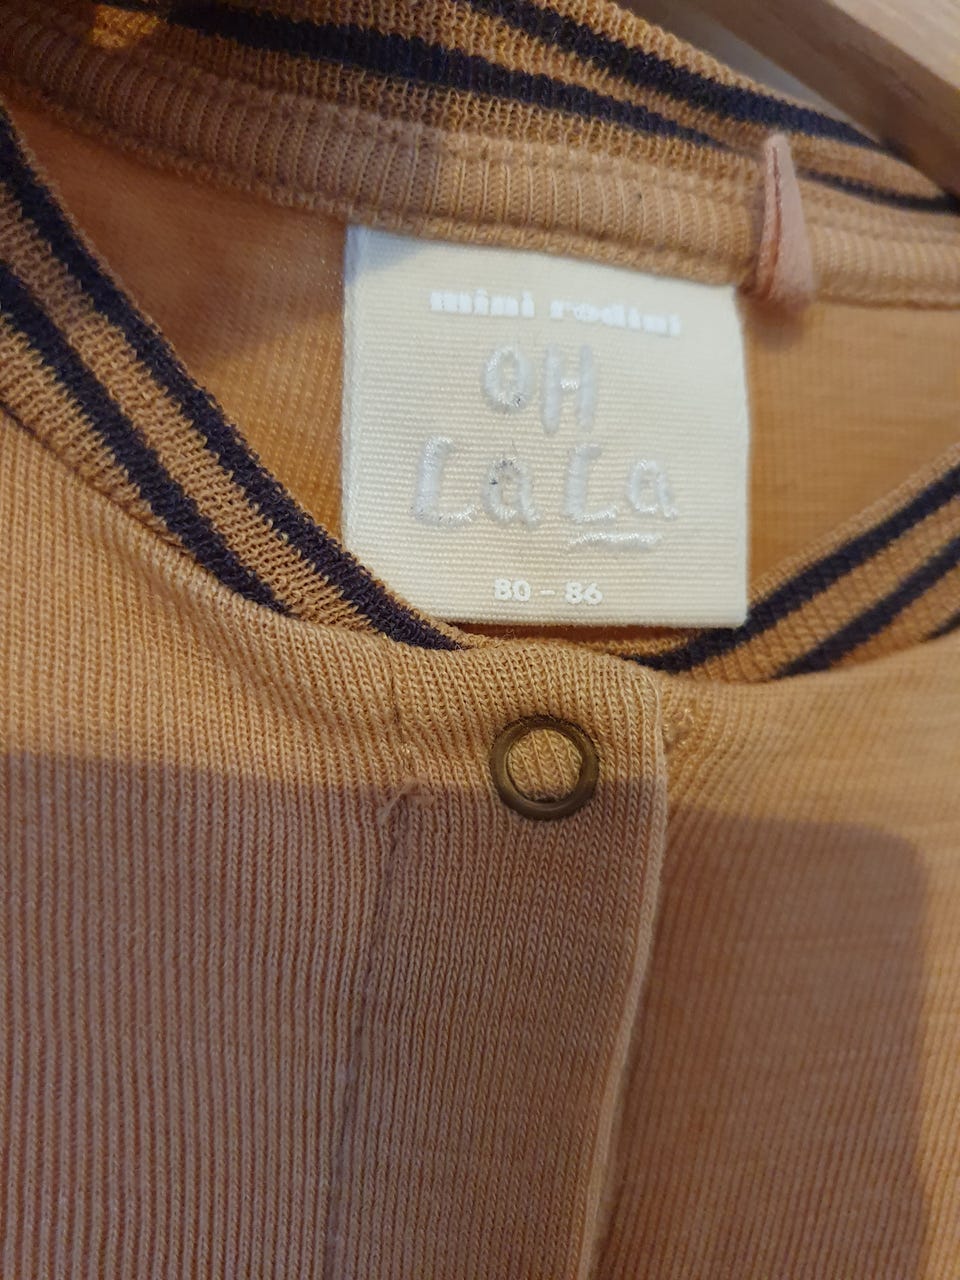 mini rodini
OH
LaLa
80 - 86